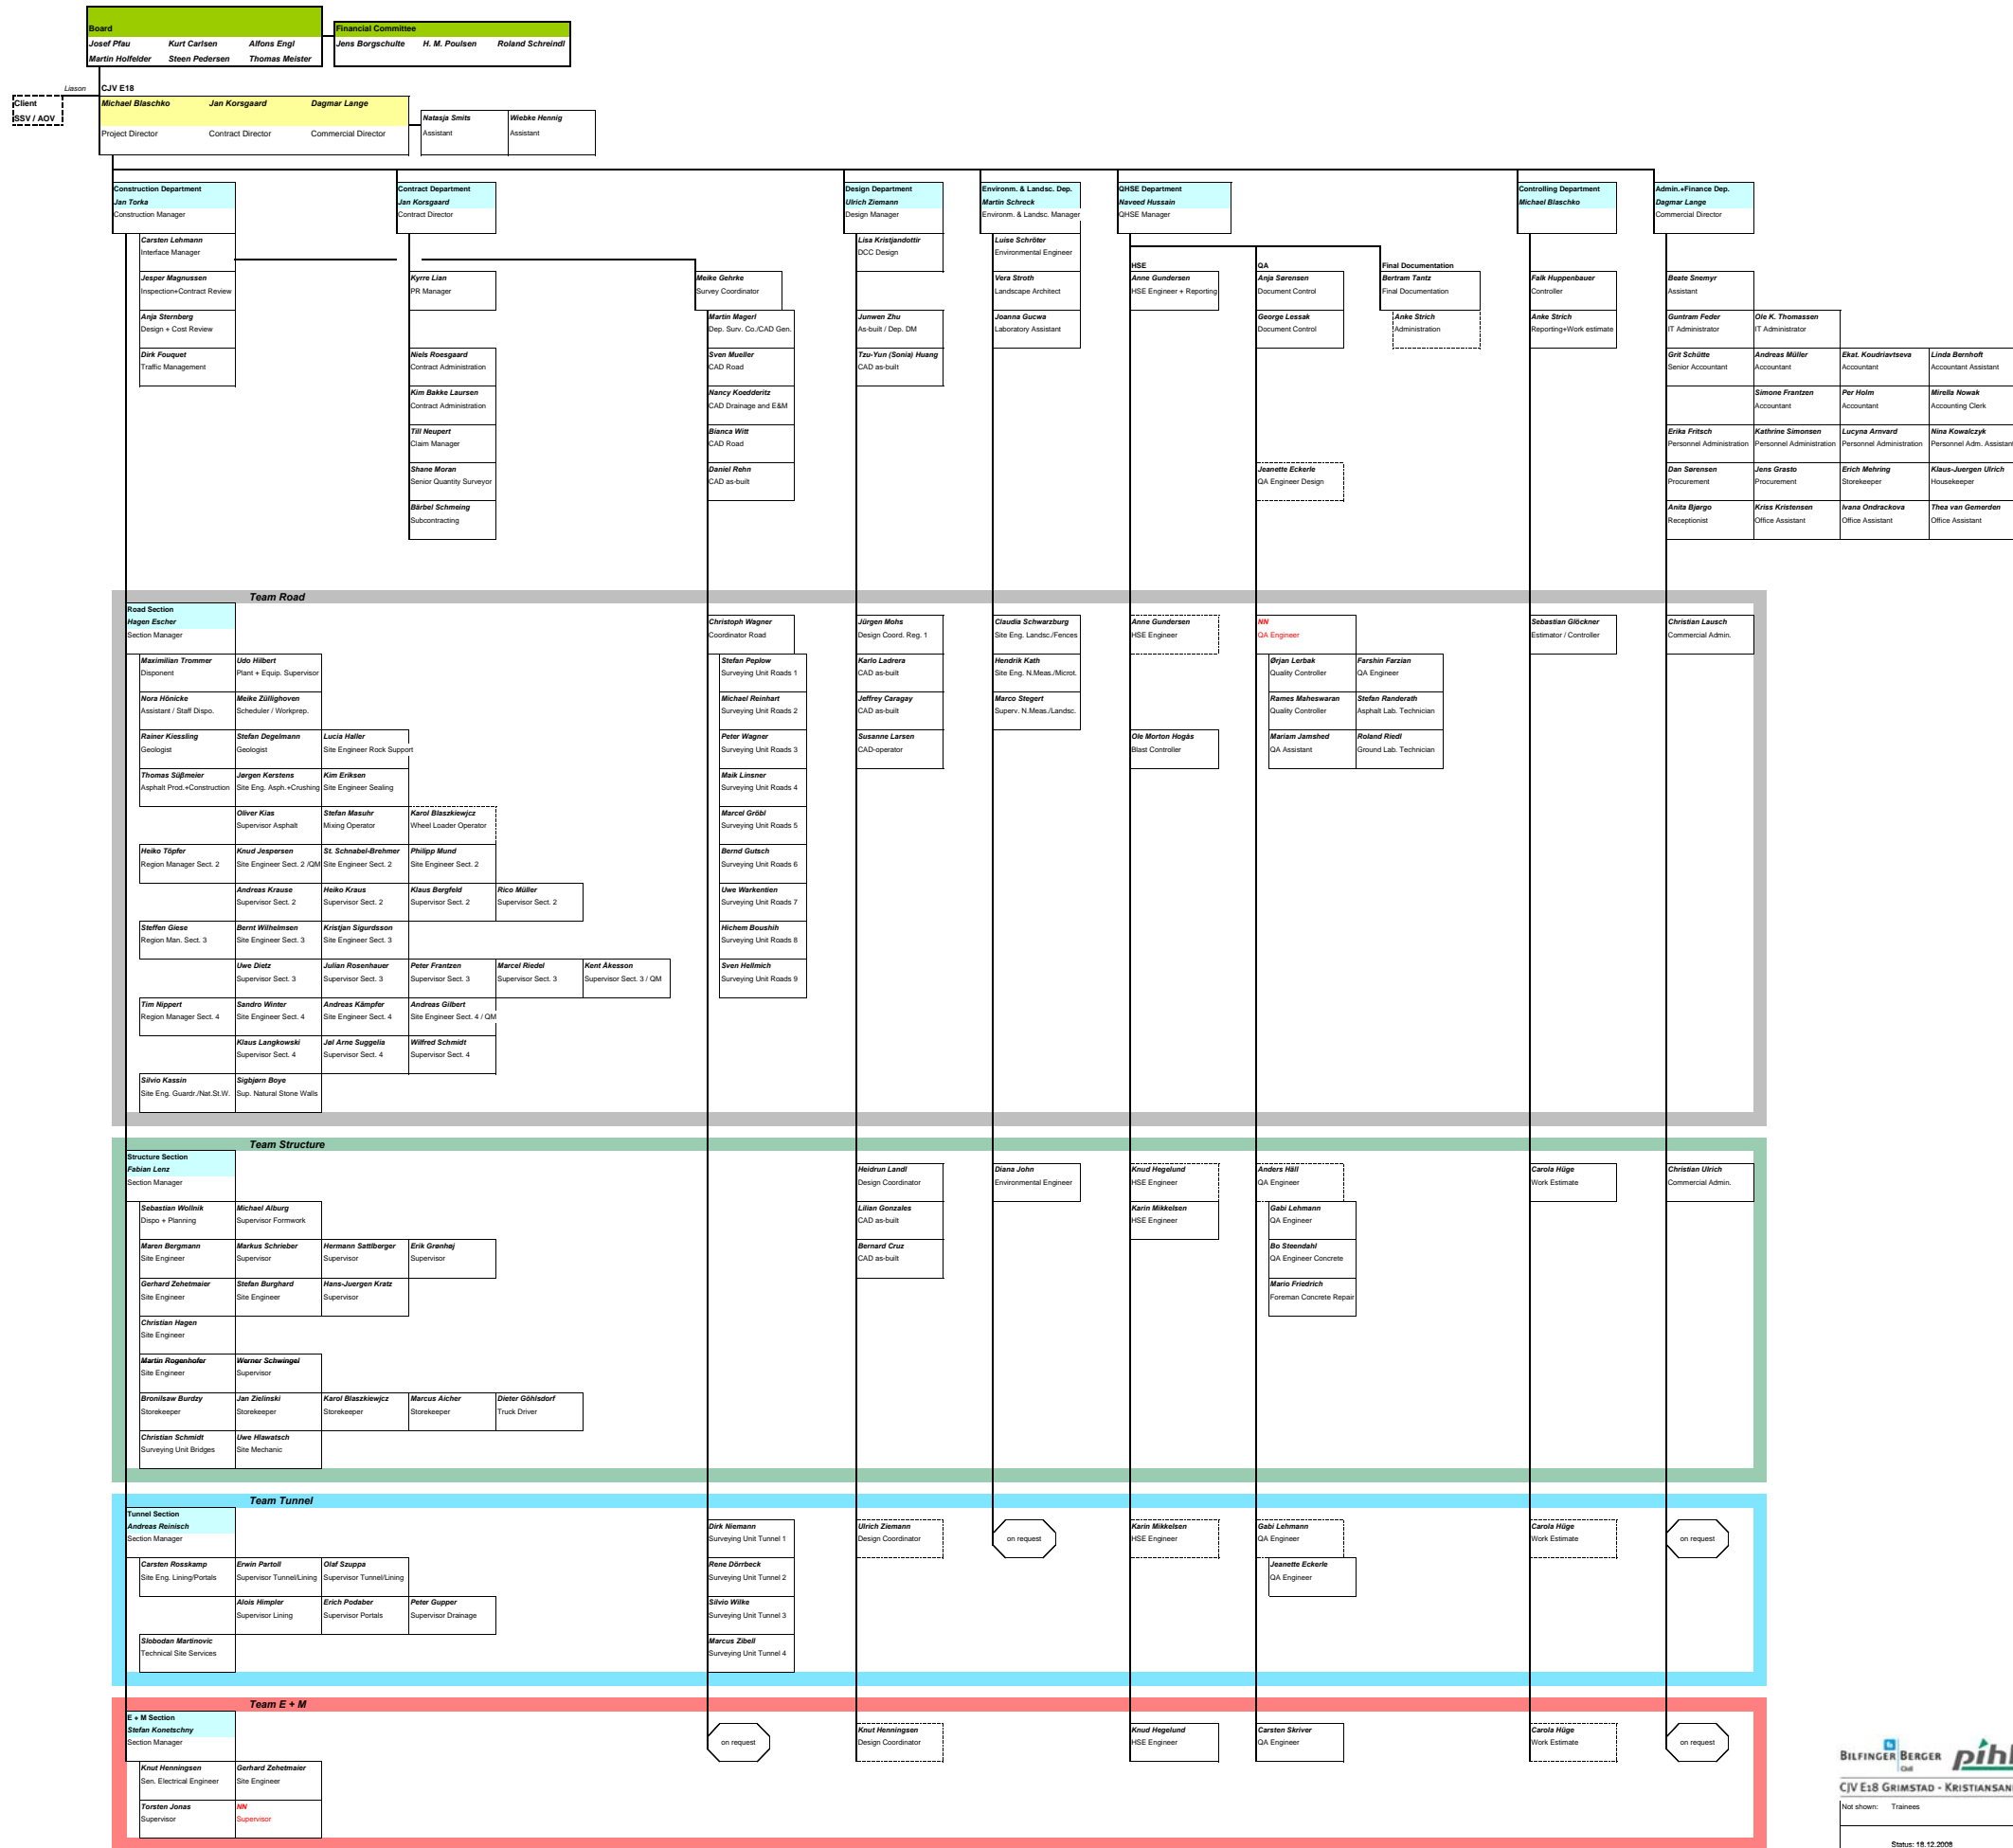 Board
Josef Pfau Kurt Carlsen Alfons Engl
Martin Holfelder Steen Pedersen Thomas Meister
Financial Committee
Jens Borgschulte H. M. Poulsen Roland Schreindl
Liason
Client
SSV / AOV
CJV E18
Michael Blaschko Jan Korsgaard Dagmar Lange
Project Director Contract Director Commercial Director
Natasja Smits Wiebke Hennig
Assistant Assistant
Construction Department
Jan Torka
Construction Manager
Carsten Lehmann
Interface Manager
Jesper Magnussen
Inspection+Contract Review
Anja Sternberg
Design + Cost Review
Dirk Fouquet
Traffic Management
Contract Department
Jan Korsgaard
Contract Director
Kyrre Lian
PR Manager
Niels Roesgaard
Contract Administration
Kim Bakke Laursen
Contract Administration
Till Neupert
Claim Manager
Shane Moran
Senior Quantity Surveyor
Bärbel Schmeing
Subcontracting
Meike Gehrke
Survey Coordinator
Martin Magerl
Dep. Surv. Co./CAD Gen.
Sven Mueller
CAD Road
Nancy Koedderitz
CAD Drainage and E&M
Bianca Witt
CAD Road
Daniel Rehn
CAD as-built
Design Department
Ulrich Ziemann
Design Manager
Lisa Kristjandottir
DCC Design
Junwen Zhu
As-built / Dep. DM
Tzu-Yun (Sonia) Huang
CAD as-built
Environm. & Landsc. Dep.
Martin Schreck
Environm. & Landsc. Manager
Luise Schröter
Environmental Engineer
Vera Stroth
Landscape Architect
Joanna Gucwa
Laboratory Assistant
QHSE Department
Naveed Hussain
QHSE Manager
HSE
Anne Gundersen
HSE Engineer + Reporting
QA
Anja Sørensen
Document Control
George Lessak
Document Control
Jeanette Eckerle
QA Engineer Design
Final Documentation
Bertram Tantz
Final Documentation
Anke Strich
Administration
Controlling Department
Michael Blaschko
Falk Huppenbauer
Controller
Anke Strich
Reporting+Work estimate
Admin.+Finance Dep.
Dagmar Lange
Commercial Director
Beate Snemyr
Assistant
Guntram Feder Ole K. Thomassen
IT Administrator IT Administrator
Grit Schütte Andreas Müller Ekat. Koudriavtseva Linda Bernhoft
Senior Accountant Accountant Accountant Accountant Assistant
Simone Frantzen Per Holm Mirella Nowak
Accountant Accountant Accounting Clerk
Erika Fritsch Kathrine Simonsen Lucyna Arnvard Nina Kowalczyk
Personnel Administration Personnel Administration Personnel Administration Personnel Adm. Assistant
Dan Sørensen Jens Grasto Erich Mehring Klaus-Juergen Ulrich
Procurement Procurement Storekeeper Housekeeper
Anita Bjørgo Kriss Kristensen Ivana Ondrackova Thea van Gemerden
Receptionist Office Assistant Office Assistant Office Assistant
Team Road
Road Section
Hagen Escher
Section Manager
Maximilian Trommer Udo Hilbert
Disponent Plant + Equip. Supervisor
Nora Hönicke Meike Züllighoven
Assistant / Staff Dispo. Scheduler / Workprep.
Rainer Kiessling Stefan Degelmann Lucia Haller
Geologist Geologist Site Engineer Rock Support
Thomas Süßmeier Jørgen Kerstens Kim Eriksen
Asphalt Prod.+Construction Site Eng. Asph.+Crushing Site Engineer Sealing
Oliver Kias Stefan Masuhr Karol Blaszkiewjcz
Supervisor Asphalt Mixing Operator Wheel Loader Operator
Heiko Töpfer Knud Jespersen St. Schnabel-Brehmer Philipp Mund
Region Manager Sect. 2 Site Engineer Sect. 2 /QM Site Engineer Sect. 2 Site Engineer Sect. 2
Andreas Krause Heiko Kraus Klaus Bergfeld Rico Müller
Supervisor Sect. 2 Supervisor Sect. 2 Supervisor Sect. 2 Supervisor Sect. 2
Steffen Giese Bernt Wilhelmsen Kristjan Sigurdsson
Region Man. Sect. 3 Site Engineer Sect. 3 Site Engineer Sect. 3
Uwe Dietz Julian Rosenhauer Peter Frantzen Marcel Riedel Kent Åkesson
Supervisor Sect. 3 Supervisor Sect. 3 Supervisor Sect. 3 Supervisor Sect. 3 Supervisor Sect. 3 / QM
Tim Nippert Sandro Winter Andreas Kämpfer Andreas Gilbert
Region Manager Sect. 4 Site Engineer Sect. 4 Site Engineer Sect. 4 Site Engineer Sect. 4 / QM
Klaus Langkowski Jøl Arne Suggelia Wilfred Schmidt
Supervisor Sect. 4 Supervisor Sect. 4 Supervisor Sect. 4
Silvio Kassin Sigbjørn Boye
Site Eng. Guardr./Nat.St.W. Sup. Natural Stone Walls
Christoph Wagner
Coordinator Road
Stefan Peplow
Surveying Unit Roads 1
Michael Reinhart
Surveying Unit Roads 2
Peter Wagner
Surveying Unit Roads 3
Maik Linsner
Surveying Unit Roads 4
Marcel Gröbl
Surveying Unit Roads 5
Bernd Gutsch
Surveying Unit Roads 6
Uwe Warkentien
Surveying Unit Roads 7
Hichem Boushih
Surveying Unit Roads 8
Sven Hellmich
Surveying Unit Roads 9
Jürgen Mohs
Design Coord. Reg. 1
Karlo Ladrera
CAD as-built
Jeffrey Caragay
CAD as-built
Susanne Larsen
CAD-operator
Claudia Schwarzburg
Site Eng. Landsc./Fences
Hendrik Kath
Site Eng. N.Meas./Microt.
Marco Stegert
Superv. N.Meas./Landsc.
Anne Gundersen
HSE Engineer
Ole Morton Hogås
Blast Controller
NN
QA Engineer
Ørjan Lerbak Farshin Farzian
Quality Controller QA Engineer
Rames Maheswaran Stefan Randerath
Quality Controller Asphalt Lab. Technician
Mariam Jamshed Roland Riedl
QA Assistant Ground Lab. Technician
Sebastian Glöckner
Estimator / Controller
Christian Lausch
Commercial Admin.
Team Structure
Structure Section
Fabian Lenz
Section Manager
Sebastian Wollnik Michael Alburg
Dispo + Planning Supervisor Formwork
Maren Bergmann Markus Schrieber Hermann Sattlberger Erik Grønhøj
Site Engineer Supervisor Supervisor Supervisor
Gerhard Zehetmaier Stefan Burghard Hans-Juergen Kratz
Site Engineer Site Engineer Supervisor
Christian Hagen
Site Engineer
Martin Rogenhofer Werner Schwingel
Site Engineer Supervisor
Bronilsaw Burdzy Jan Zielinski Karol Blaszkiewjcz Marcus Aicher Dieter Göhlsdorf
Storekeeper Storekeeper Storekeeper Storekeeper Truck Driver
Christian Schmidt Uwe Hlawatsch
Surveying Unit Bridges Site Mechanic
Heidrun Landl
Design Coordinator
Lilian Gonzales
CAD as-built
Bernard Cruz
CAD as-built
Diana John
Environmental Engineer
Knud Hegelund
HSE Engineer
Karin Mikkelsen
HSE Engineer
Anders Häll
QA Engineer
Gabi Lehmann
QA Engineer
Bo Steendahl
QA Engineer Concrete
Mario Friedrich
Foreman Concrete Repair
Carola Hüge
Work Estimate
Christian Ulrich
Commercial Admin.
Team Tunnel
Tunnel Section
Andreas Reinisch
Section Manager
Carsten Rosskamp Erwin Partoll Olaf Szuppa
Site Eng. Lining/Portals Supervisor Tunnel/Lining Supervisor Tunnel/Lining
Alois Himpler Erich Podaber Peter Gupper
Supervisor Lining Supervisor Portals Supervisor Drainage
Slobodan Martinovic
Technical Site Services
Dirk Niemann
Surveying Unit Tunnel 1
Rene Dörrbeck
Surveying Unit Tunnel 2
Silvio Wilke
Surveying Unit Tunnel 3
Marcus Zibell
Surveying Unit Tunnel 4
Ulrich Ziemann
Design Coordinator
on request
Karin Mikkelsen
HSE Engineer
Gabi Lehmann
QA Engineer
Jeanette Eckerle
QA Engineer
Carola Hüge
Work Estimate
on request
Team E + M
E + M Section
Stefan Konetschny
Section Manager
Knut Henningsen Gerhard Zehetmaier
Sen. Electrical Engineer Site Engineer
Torsten Jonas NN
Supervisor Supervisor
on request
Knut Henningsen
Design Coordinator
Knud Hegelund
HSE Engineer
Carsten Skriver
QA Engineer
Carola Hüge
Work Estimate
on request
BILFINGER BERGER
Civil
pihl
CJV E18 GRIMSTAD - KRISTIANSAND
Not shown: Trainees
Status: 18.12.2008